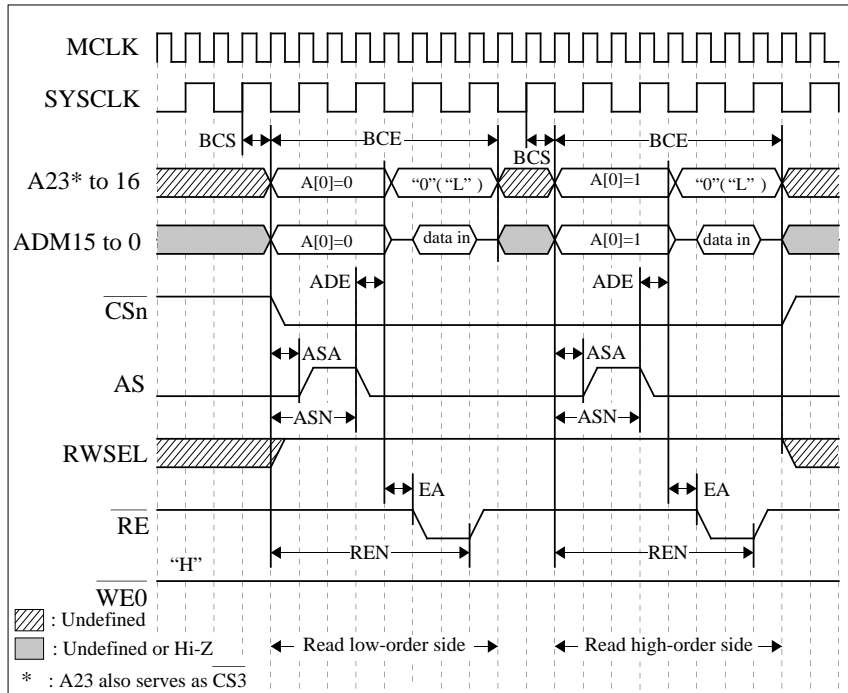 MCLK
SYSCLK
BCS BCE BCS BCE
A23* to 16 A[0]=0 “0”(“L” ) A[0]=1 “0”(“L” )
ADM15 to 0 A[0]=0 data in A[0]=1 data in
ADE ADE
CSn
ASA ASA
AS
ASN ASN
RWSEL
EA EA
RE
REN REN
“H”
WE0
: Undefined
: Undefined or Hi-Z Read low-order side Read high-order side
* : A23 also serves as CS3